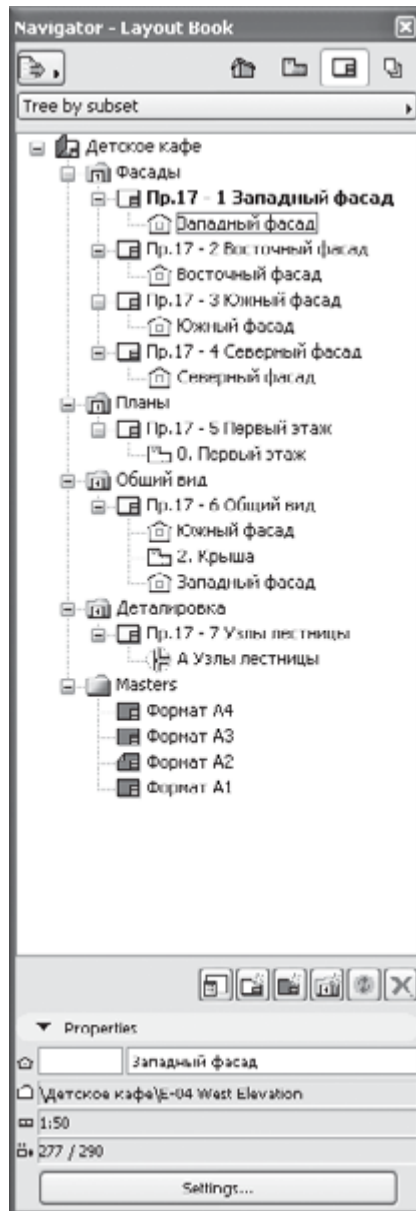 Navigator - Layout Book
Tree by subset
Детское кафе
Фасады
Пр.17 - 1 Западный фасад
Западный фасад
Пр.17 - 2 Восточный фасад
Восточный фасад
Пр.17 - 3 Южный фасад
Южный фасад
Пр.17 - 4 Северный фасад
Северный фасад
Планы
Пр.17 - 5 Первый этаж
0. Первый этаж
Общий вид
Пр.17 - 6 Общий вид
Южный фасад
2. Крыша
Западный фасад
Деталировка
Пр.17 - 7 Узлы лестницы
А Узлы лестницы
Masters
Формат А4
Формат А3
Формат А2
Формат А1
Properties
Западный фасад
\Детское кафе\E-04 West Elevation
1:50
277 / 290
Settings...